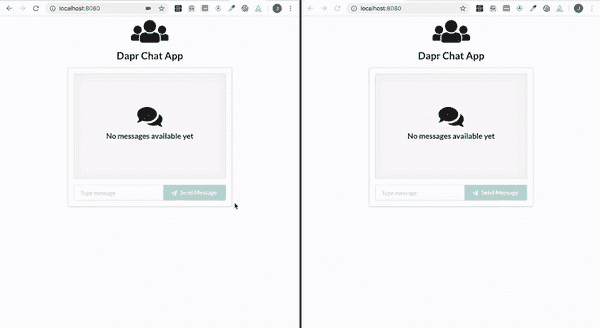 localhost:8080
Dapr Chat App
No messages available yet
Type message
Send Message
localhost:8080
Dapr Chat App
No messages available yet
Type message
Send Message